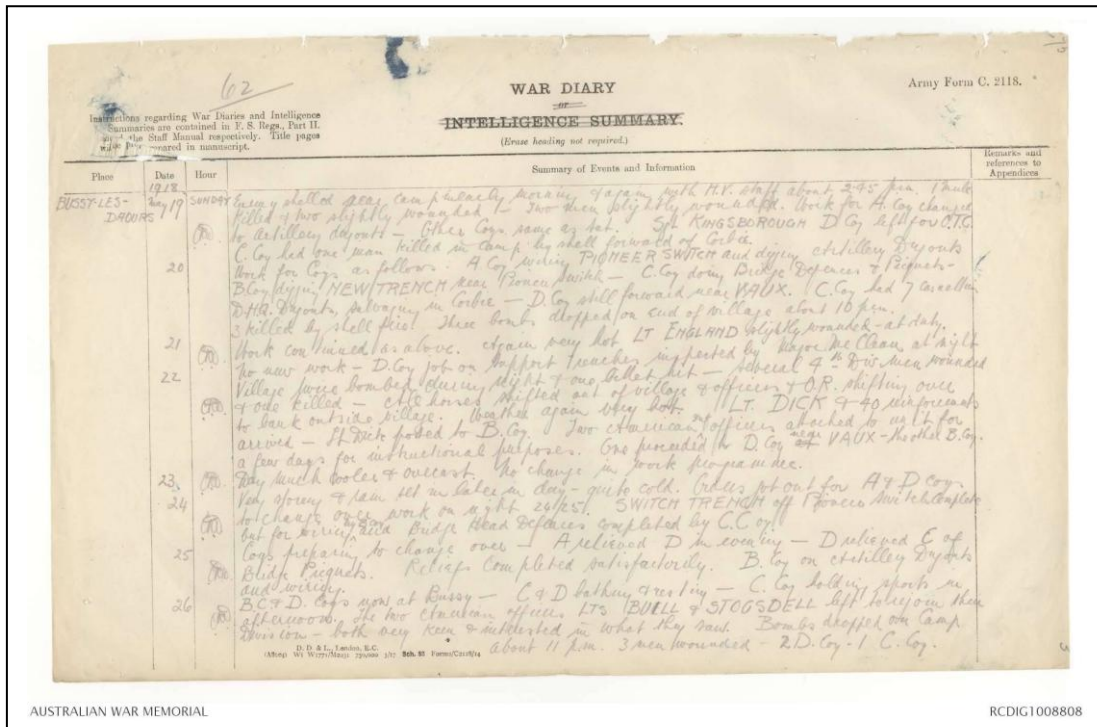 62
WAR DIARY
or
INTELLIGENCE SUMMARY.
(Erase heading not required.)
Army Form C. 2118.
Instructions regarding War Diaries and Intelligence
Summaries are contained in F. S. Regs., Part II.
and the Staff Manual respectively. Title pages
will be prepared in manuscript.
Place Date Hour Summary of Events and Information Remarks and references to Appendices
1918
BUSSY-LES-DAOURS May 19 SUNDAY Enemy shelled near camp in early morning & again with H.V. stuff about 2-45 p.m. 1 mule
killed & two slightly wounded - Two men slightly wounded. Work for A. Coy changed
to Artillery dugouts - Other Coys same as Sat. Sgt KINGSBOROUGH D Coy left for O.T.C.
C. Coy had one man killed in camp by shell forward of Corbie.
20 Work for Coys as follows. A Coy wiring PIONEER SWITCH and digging Artillery Dugouts
B Coy digging NEW TRENCH near Pioneer Switch - C. Coy doing Bridge Defences & Picquets -
D.H.Q. Dugouts, salvaging in Corbie - D. Coy still forward near VAUX. C. Coy had 7 casualties
3 killed by shell fire. Three bombs dropped on end of village about 10 p.m.
21 Work continued as above. Again very hot LT ENGLAND slightly wounded - at duty.
No new work - D. Coy job on Support Trenches inspected by Major McClean at night
22 Village twice bombed during night & one billet hit - Several 4th Div men wounded
& one killed - All horses shifted out of village & officers & O.R. shifting over
to bank outside village. Weather again very hot. LT. DICK & 40 reinforcements
arrived - Lt Dick posted to B. Coy. Two American officers attached to unit for
a few days for instructional purposes. One proceeded to D. Coy near VAUX - the other B. Coy.
23 Day much cooler & overcast. No change in work programme.
24 Very stormy & rain set in later in day - quite cold. Orders got out for A & D coys
to change over work on night 24/25. SWITCH TRENCH off Pioneer Switch complete
but for wiring and Bridge Head Defences completed by C. Coy.
25 Coys preparing to change over - A relieved D in evening - D relieved C of
Bridge Picquets. Reliefs completed satisfactorily. B. Coy on Artillery Dugouts
and wiring.
26 B C & D. Coys now at Bussy - C & D bathing & resting - C. Coy holding sports in
afternoon. The two American officers LTS BUELL & STOGSDELL left to rejoin their
Division - both very keen & interested in what they saw. Bombs dropped on Camp
about 11 p.m. 3 men wounded - 2 D. Coy - 1 C. Coy.
D. D. & L., London, E.C.
Sch. 52
AUSTRALIAN WAR MEMORIAL
RCDIG1008808